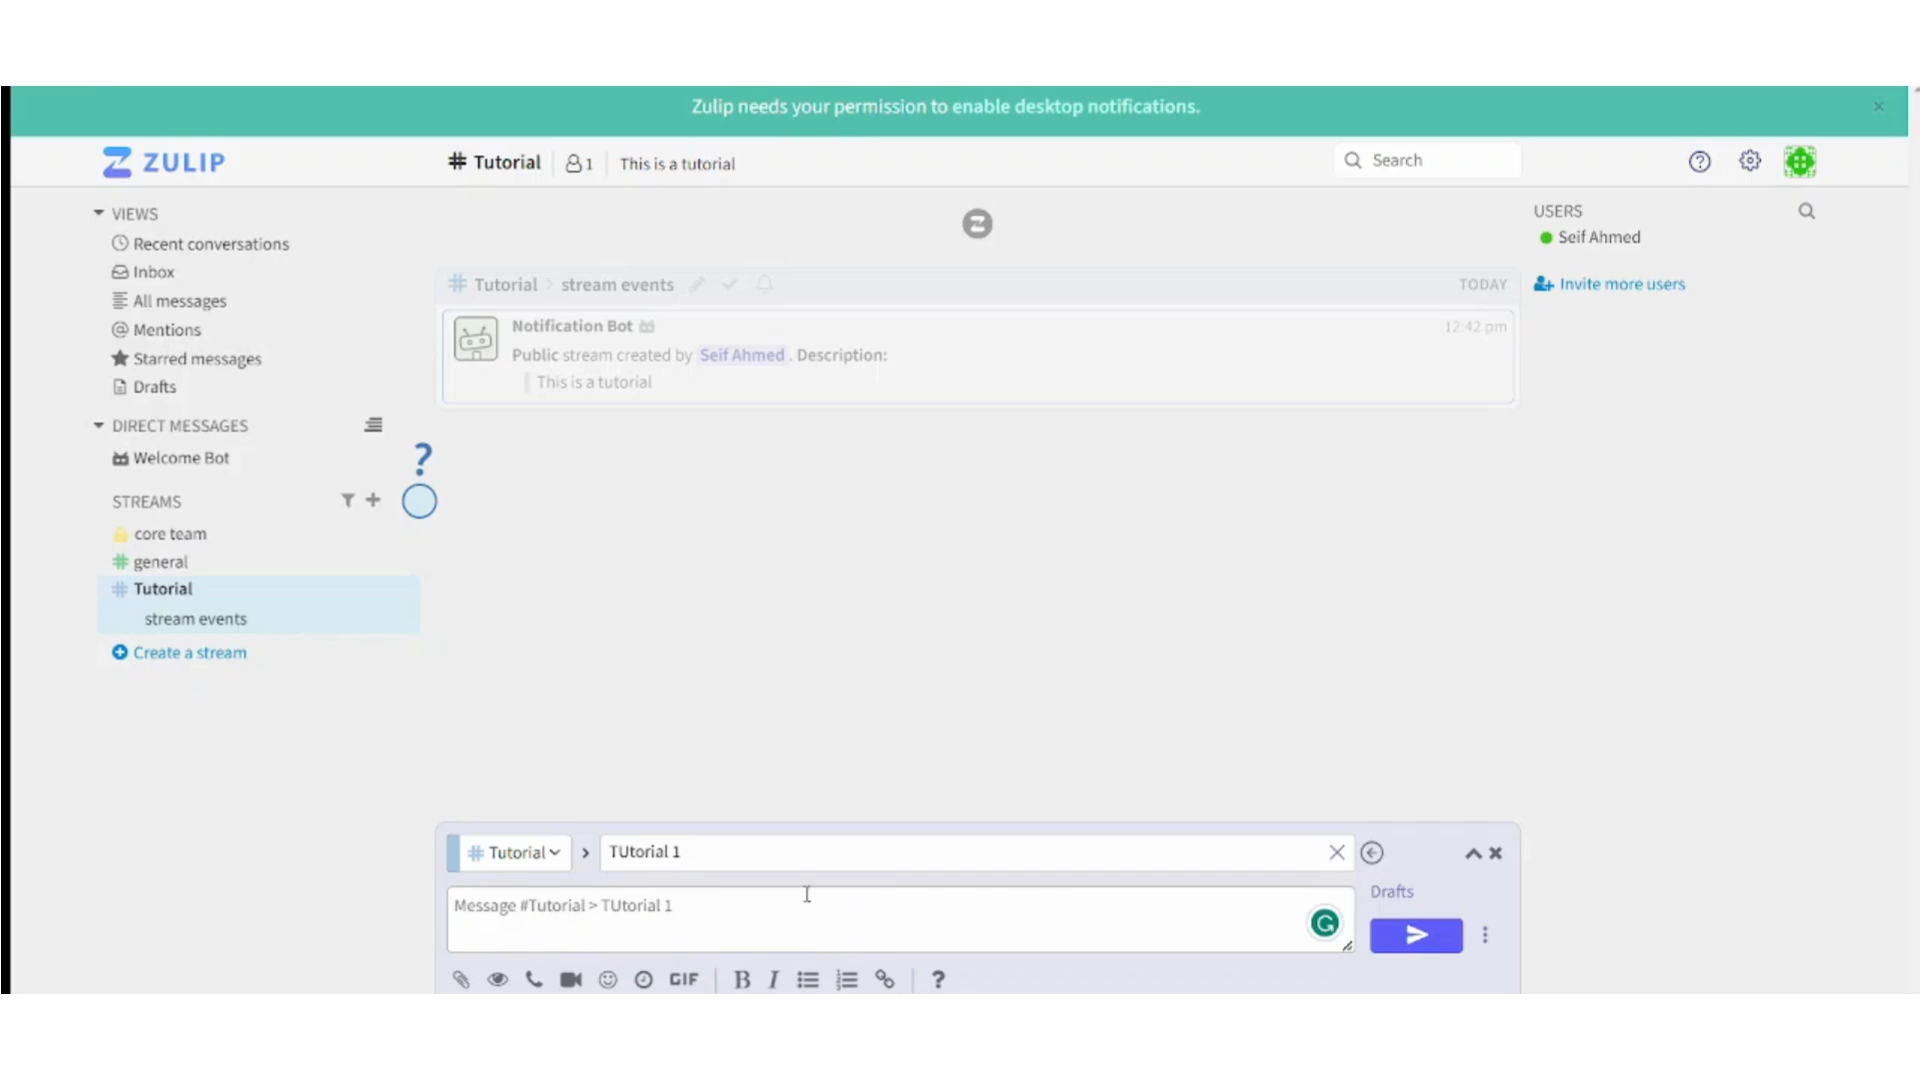 Zulip needs your permission to enable desktop notifications.
ZULIP
# Tutorial 1 This is a tutorial
Search
VIEWS
Recent conversations
Inbox
All messages
Mentions
Starred messages
Drafts
DIRECT MESSAGES
Welcome Bot
?
STREAMS
core team
# general
# Tutorial
stream events
Create a stream
# Tutorial > stream events TODAY
Notification Bot 12:42 pm
Public stream created by Seif Ahmed. Description:
This is a tutorial
USERS
Seif Ahmed
Invite more users
# Tutorial > TUtorial 1
Message #Tutorial > TUtorial 1
Drafts
GIF B I ?